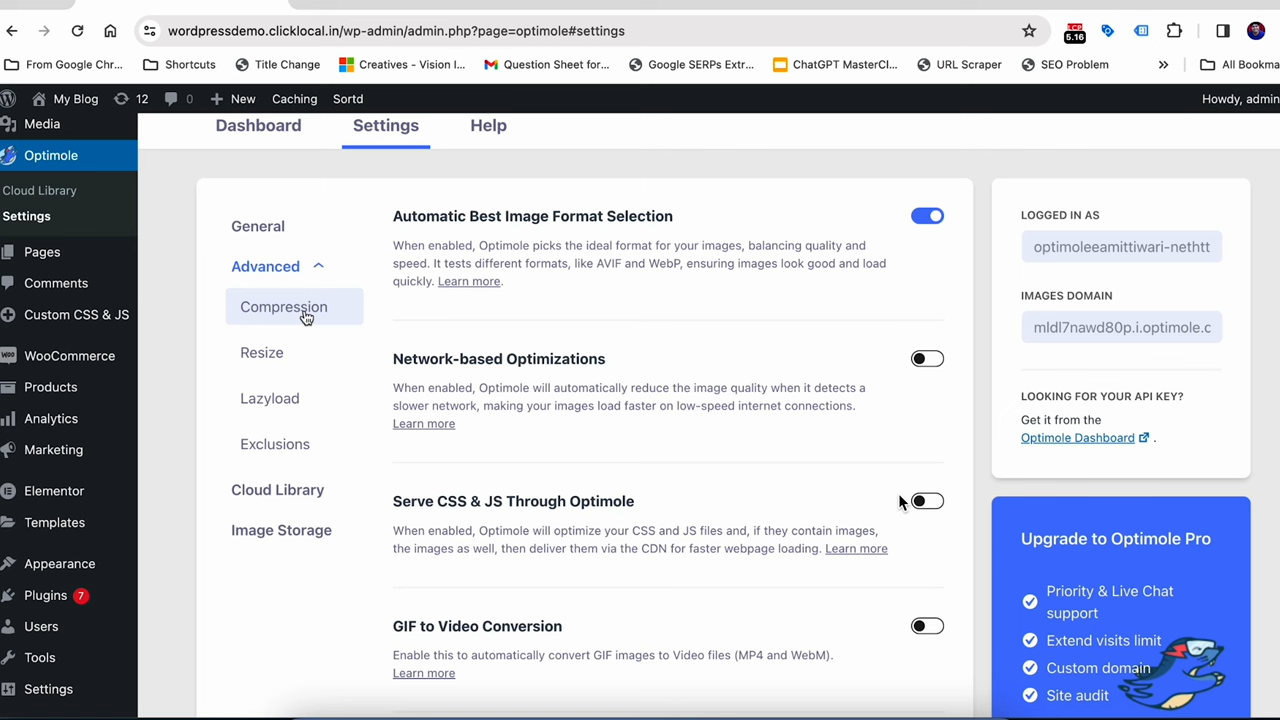 wordpressdemo.clicklocal.in/wp-admin/admin.php?page=optimole#settings
LCP
5.16
From Google Chr...
Shortcuts
Title Change
Creatives - Vision I...
Question Sheet for...
Google SERPs Extr...
ChatGPT MasterCl...
URL Scraper
SEO Problem
»
All Bookma
My Blog
12
0
New
Caching
Sortd
Howdy, admin
Media
Optimole
Cloud Library
Settings
Pages
Comments
Custom CSS & JS
WooCommerce
Products
Analytics
Marketing
Elementor
Templates
Appearance
Plugins 7
Users
Tools
Settings
Dashboard
Settings
Help
General
Advanced
Compression
Resize
Lazyload
Exclusions
Cloud Library
Image Storage
Automatic Best Image Format Selection
When enabled, Optimole picks the ideal format for your images, balancing quality and
speed. It tests different formats, like AVIF and WebP, ensuring images look good and load
quickly. Learn more.
Network-based Optimizations
When enabled, Optimole will automatically reduce the image quality when it detects a
slower network, making your images load faster on low-speed internet connections.
Learn more
Serve CSS & JS Through Optimole
When enabled, Optimole will optimize your CSS and JS files and, if they contain images,
the images as well, then deliver them via the CDN for faster webpage loading. Learn more
GIF to Video Conversion
Enable this to automatically convert GIF images to Video files (MP4 and WebM).
Learn more
LOGGED IN AS
optimoleeamittiwari-nethtt
IMAGES DOMAIN
mldl7nawd80p.i.optimole.c
LOOKING FOR YOUR API KEY?
Get it from the
Optimole Dashboard .
Upgrade to Optimole Pro
Priority & Live Chat
support
Extend visits limit
Custom domain
Site audit